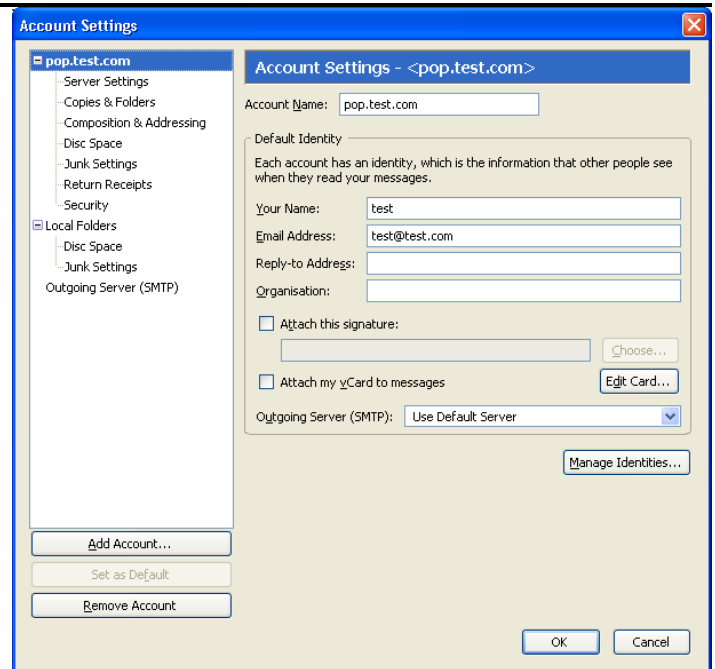 Account Settings
pop.test.com
Server Settings
Copies & Folders
Composition & Addressing
Disc Space
Junk Settings
Return Receipts
Security
Local Folders
Disc Space
Junk Settings
Outgoing Server (SMTP)
Add Account...
Set as Default
Remove Account
Account Settings - <pop.test.com>
Account Name: pop.test.com
Default Identity
Each account has an identity, which is the information that other people see
when they read your messages.
Your Name: test
Email Address: test@test.com
Reply-to Address:
Organisation:
Attach this signature:
Choose...
Attach my vCard to messages
Edit Card...
Outgoing Server (SMTP): Use Default Server
Manage Identities...
OK Cancel